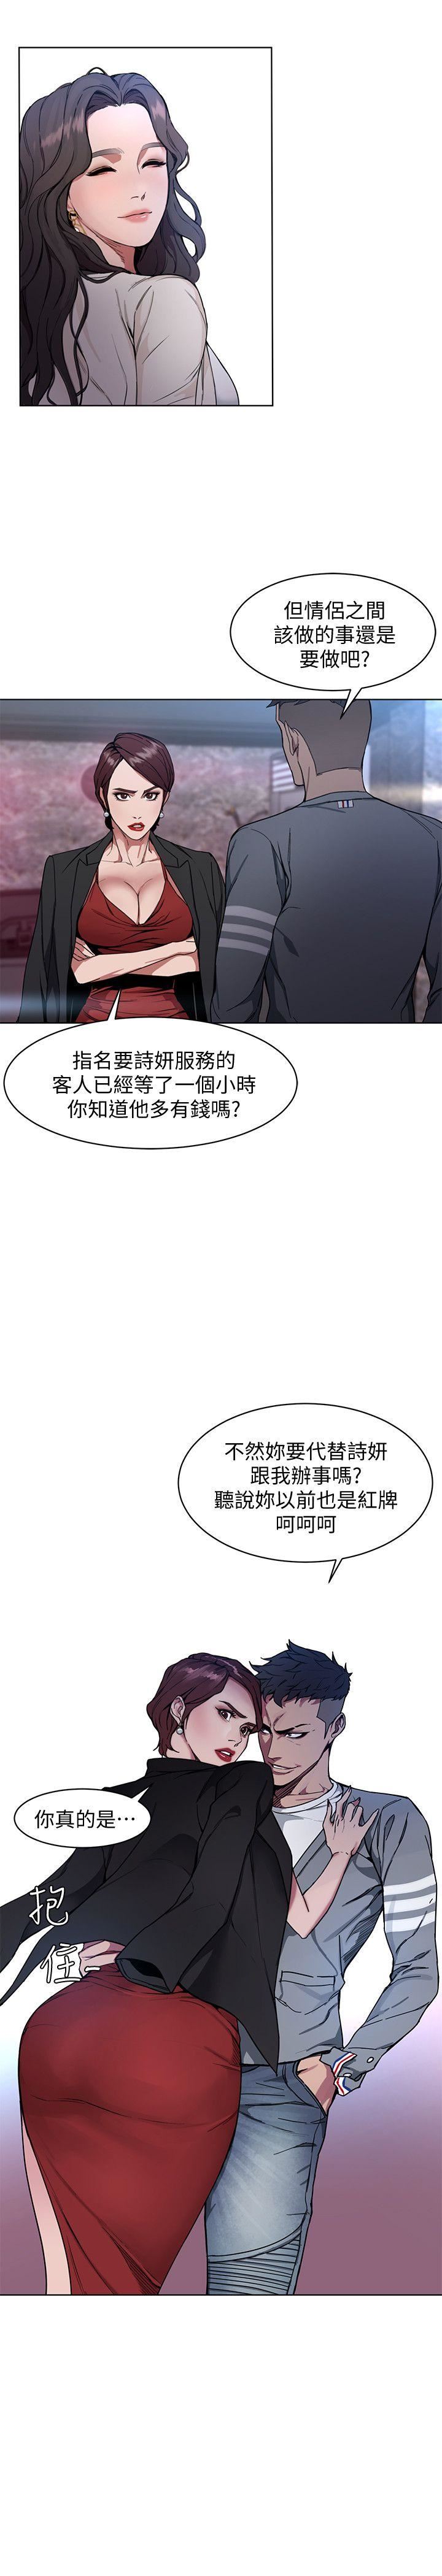 但情侶之間
該做的事還是
要做吧?
指名要詩妍服務的
客人已經等了一個小時
你知道他多有錢嗎?
不然妳要代替詩妍
跟我辦事嗎?
聽說妳以前也是紅牌
呵呵呵
你真的是…
抱
住—